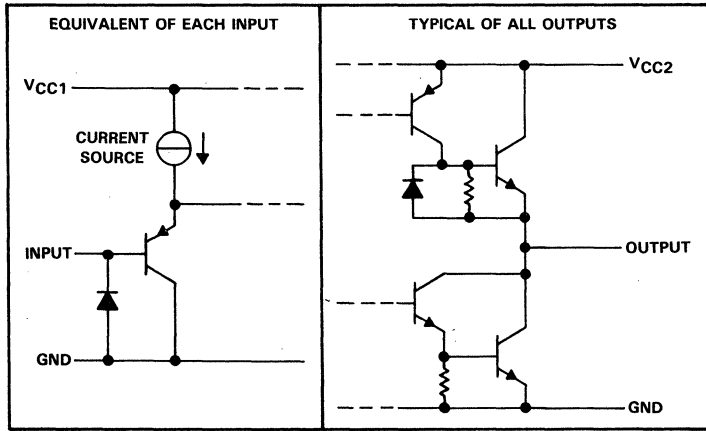 EQUIVALENT OF EACH INPUT
VCC1
CURRENT
SOURCE
INPUT
GND
TYPICAL OF ALL OUTPUTS
VCC2
OUTPUT
GND